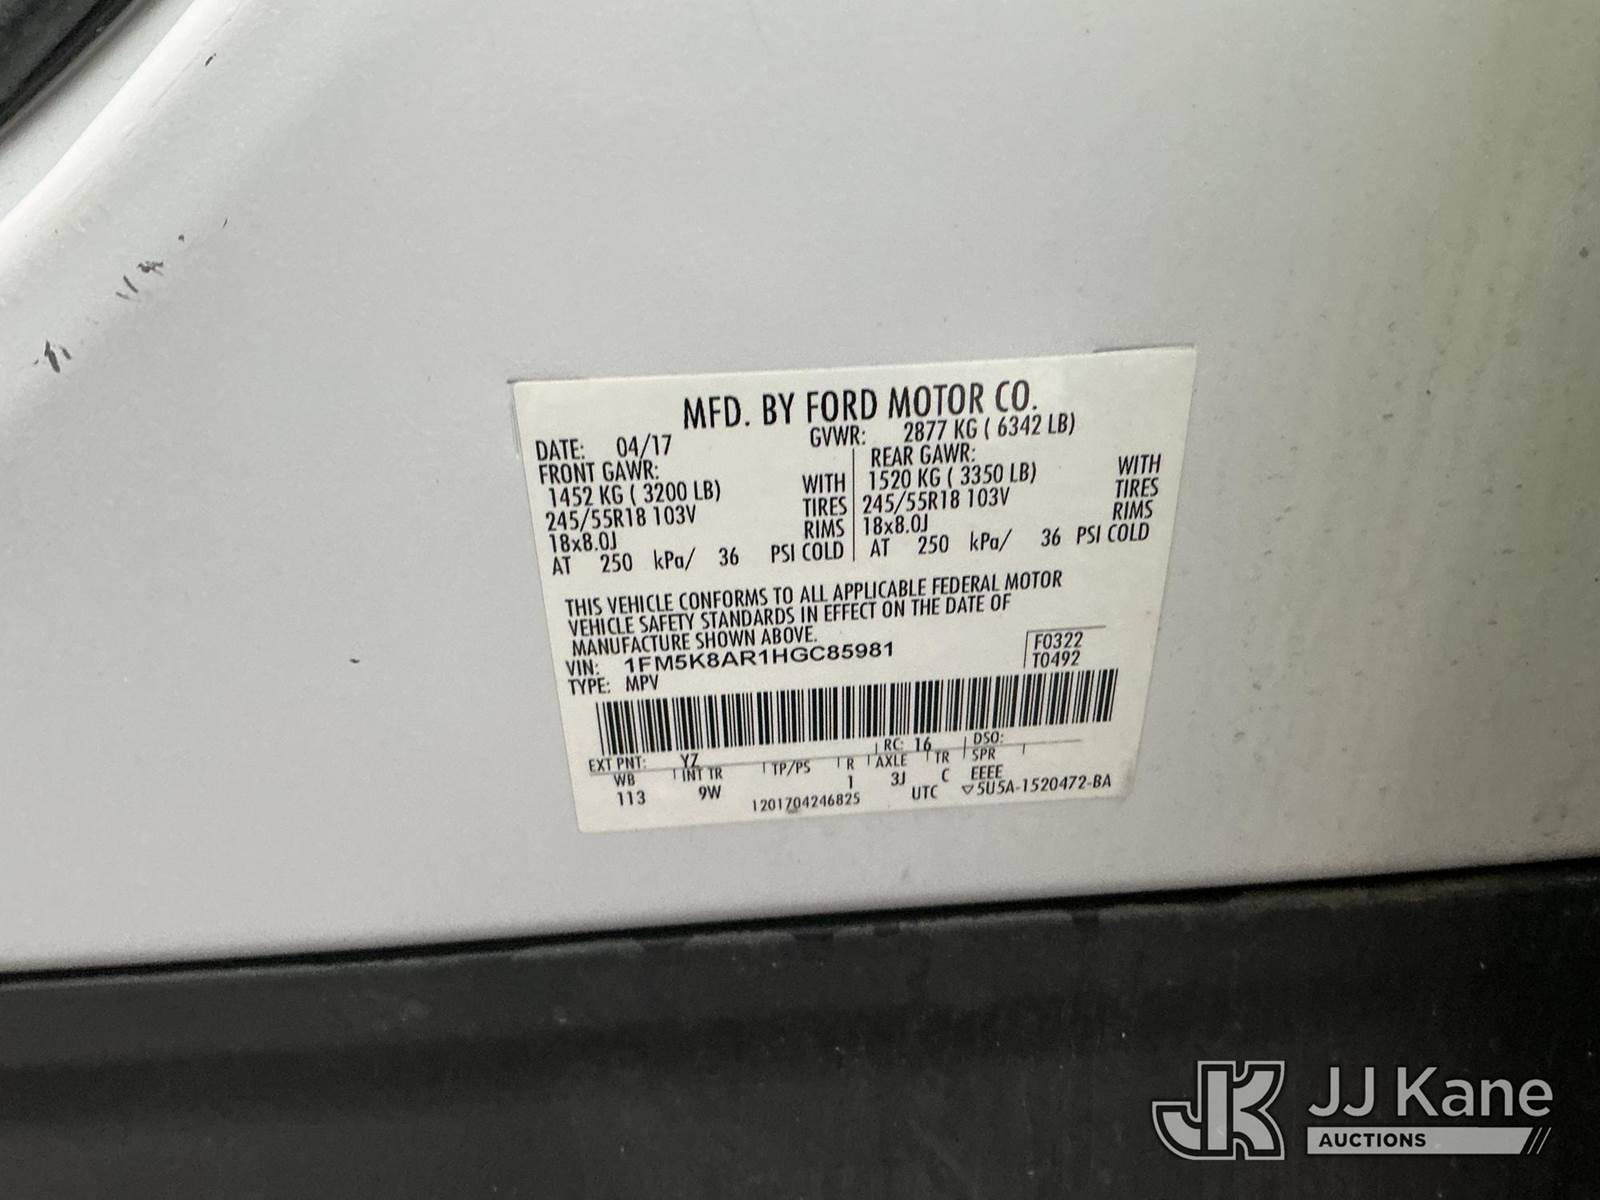 MFD. BY FORD MOTOR CO.
DATE: 04/17 GVWR: 2877 KG ( 6342 LB)
FRONT GAWR: REAR GAWR:
1452 KG ( 3200 LB) WITH 1520 KG ( 3350 LB) WITH
245/55R18 103V TIRES 245/55R18 103V TIRES
18x8.0J RIMS 18x8.0J RIMS
AT 250 kPa/ 36 PSI COLD AT 250 kPa/ 36 PSI COLD
THIS VEHICLE CONFORMS TO ALL APPLICABLE FEDERAL MOTOR
VEHICLE SAFETY STANDARDS IN EFFECT ON THE DATE OF
MANUFACTURE SHOWN ABOVE.
VIN: 1FM5K8AR1HGC85981 F0322
TYPE: MPV T0492
EXT PNT: YZ RC: 16 DSO:
WB INT TR TP/PS R AXLE TR SPR
113 9W 1 3J C EEEE
1201704246825 UTC ▽5U5A-1520472-BA
JK JJ Kane
AUCTIONS